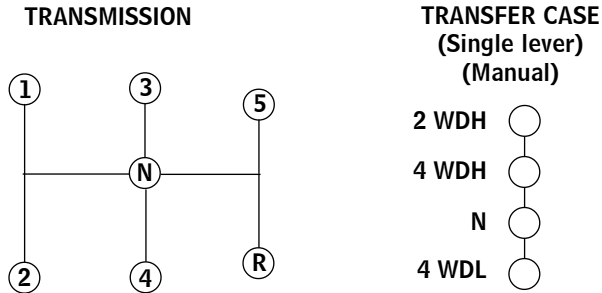 TRANSMISSION
1 3 5
N
2 4 R
TRANSFER CASE
(Single lever)
(Manual)
2 WDH
4 WDH
N
4 WDL